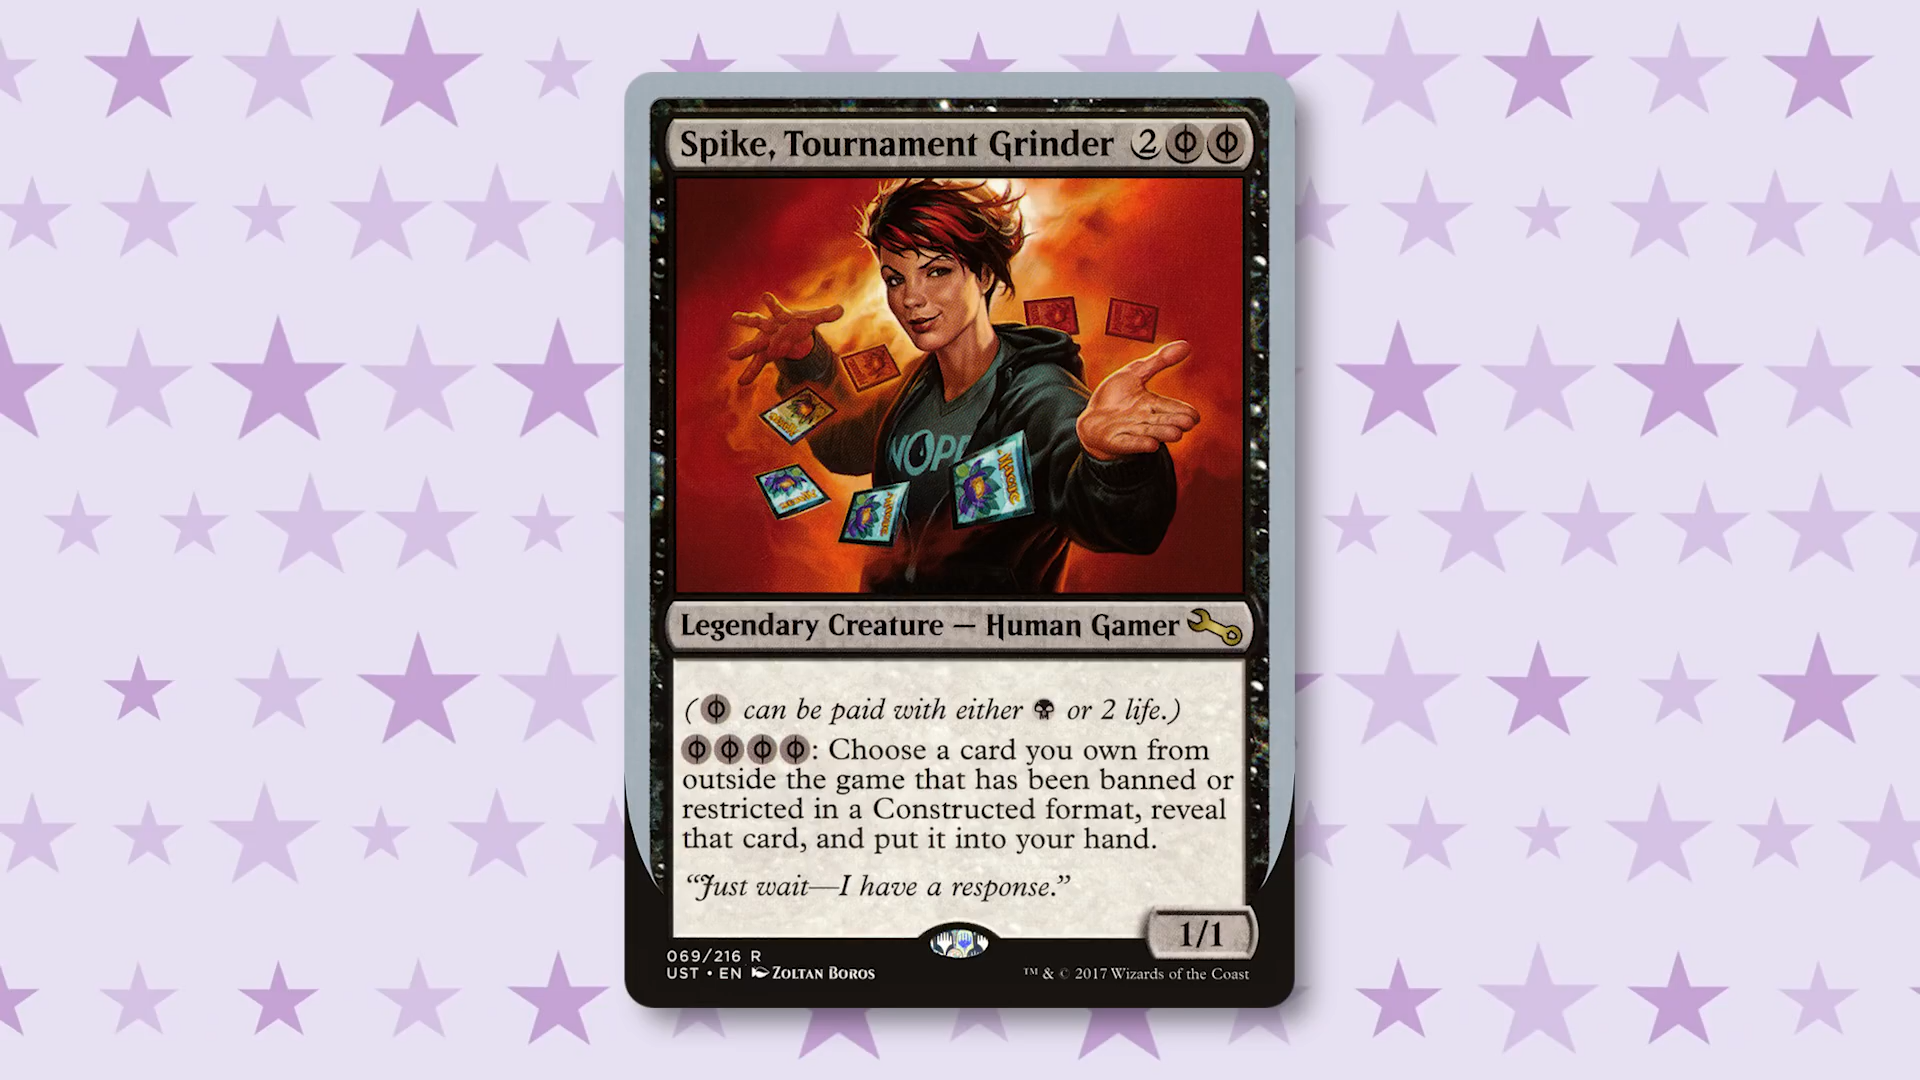 Spike, Tournament Grinder 2
NOPE
MAGIC
Legendary Creature — Human Gamer
( can be paid with either or 2 life.)
: Choose a card you own from
outside the game that has been banned or
restricted in a Constructed format, reveal
that card, and put it into your hand.
“Just wait—I have a response.”
1/1
069/216 R
UST • EN Zoltan Boros
™ & © 2017 Wizards of the Coast